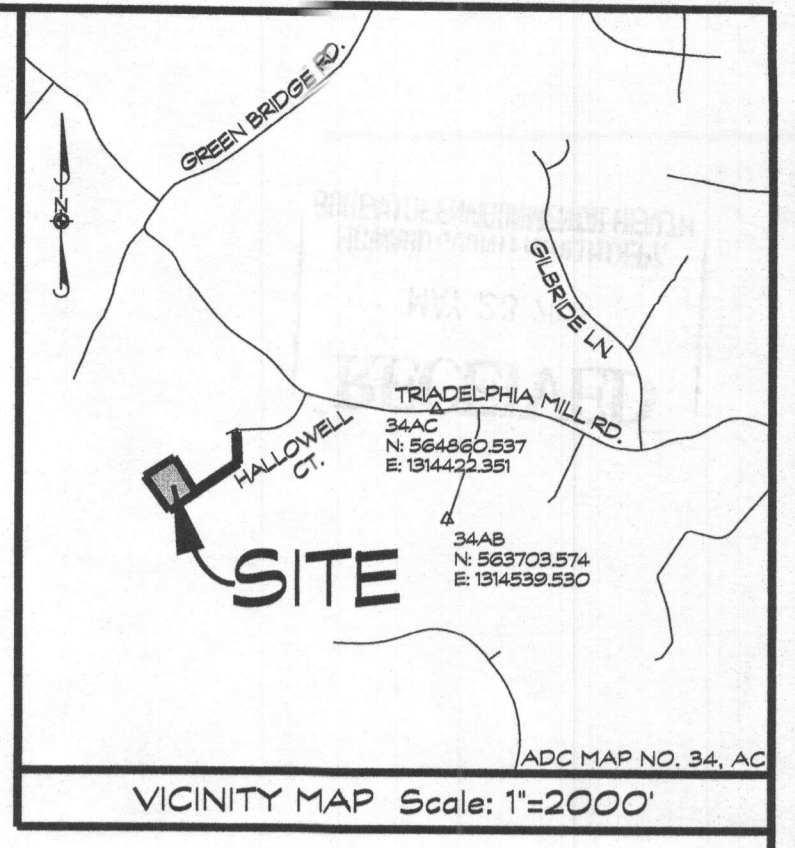 GREEN BRIDGE RD.
N
GILBRIDE LN.
TRIADELPHIA MILL RD.
34AC
N: 564860.537
E: 1314422.351
HALLOWELL
CT.
34AB
N: 563703.574
E: 1314539.530
SITE
ADC MAP NO. 34, AC
VICINITY MAP Scale: 1"=2000'